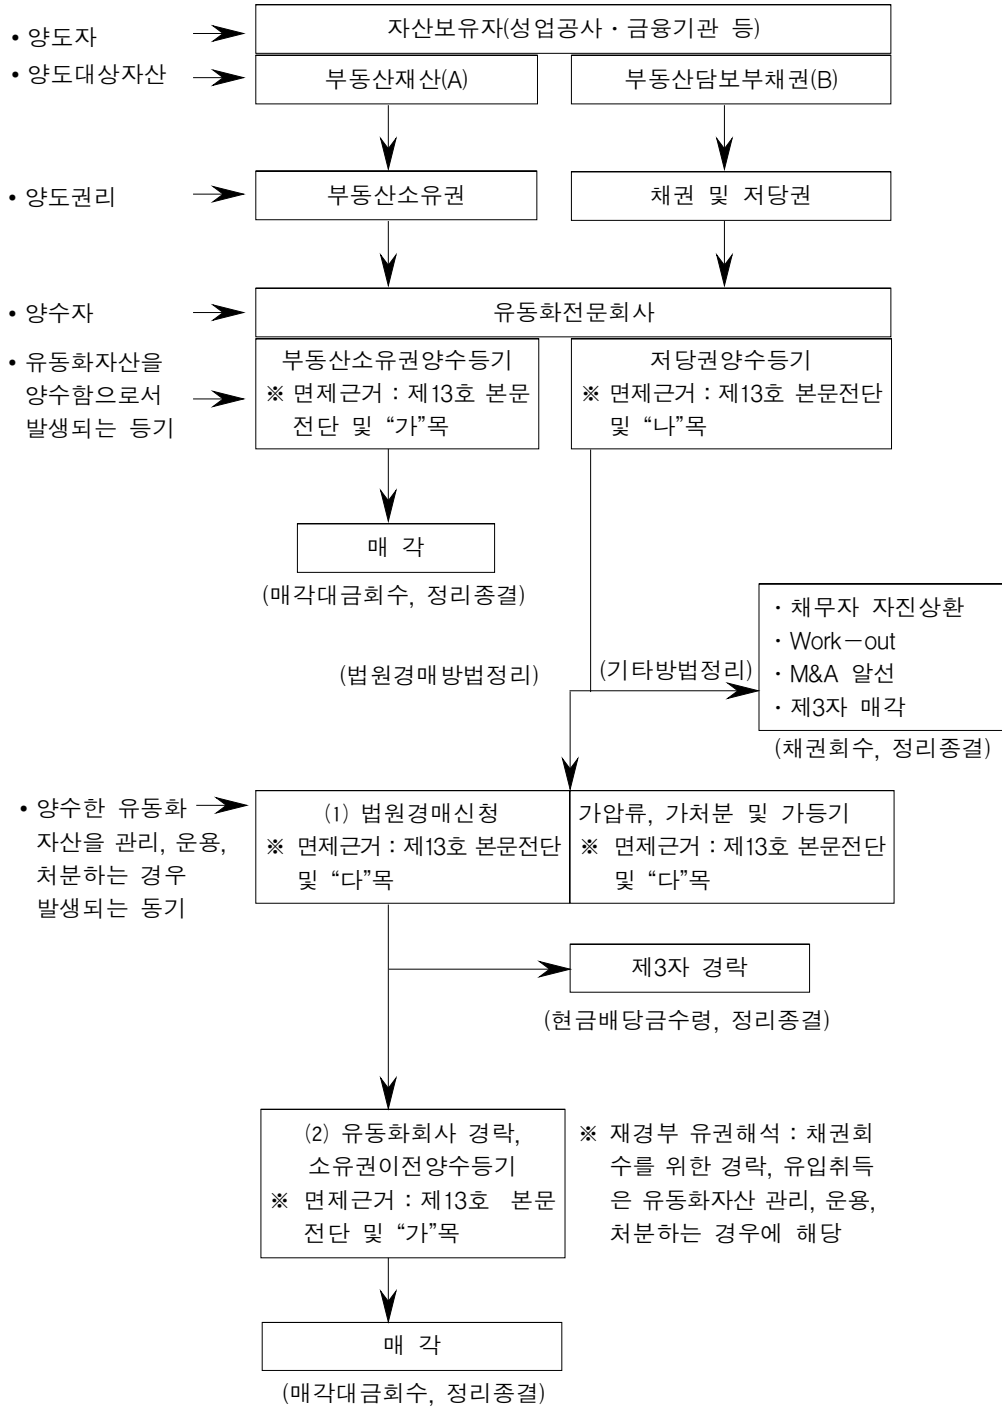 • 양도자
자산보유자(성업공사 · 금융기관 등)
• 양도대상자산
부동산재산(A)
부동산담보부채권(B)
• 양도권리
부동산소유권
채권 및 저당권
• 양수자
유동화전문회사
• 유동화자산을
양수함으로서
발생되는 등기
부동산소유권양수등기
※ 면제근거 : 제13호 본문
전단 및 “가”목
저당권양수등기
※ 면제근거 : 제13호 본문전단
및 “나”목
매 각
(매각대금회수, 정리종결)
(법원경매방법정리)
(기타방법정리)
· 채무자 자진상환
· Work－out
· M&A 알선
· 제3자 매각
(채권회수, 정리종결)
• 양수한 유동화
자산을 관리, 운용,
처분하는 경우
발생되는 동기
⑴ 법원경매신청
※ 면제근거 : 제13호 본문전단
및 “다”목
가압류, 가처분 및 가등기
※ 면제근거 : 제13호 본문전단
및 “다”목
제3자 경락
(현금배당금수령, 정리종결)
⑵ 유동화회사 경락,
소유권이전양수등기
※ 면제근거 : 제13호 본문
전단 및 “가”목
※ 재경부 유권해석 : 채권회
수를 위한 경락, 유입취득
은 유동화자산 관리, 운용,
처분하는 경우에 해당
매 각
(매각대금회수, 정리종결)